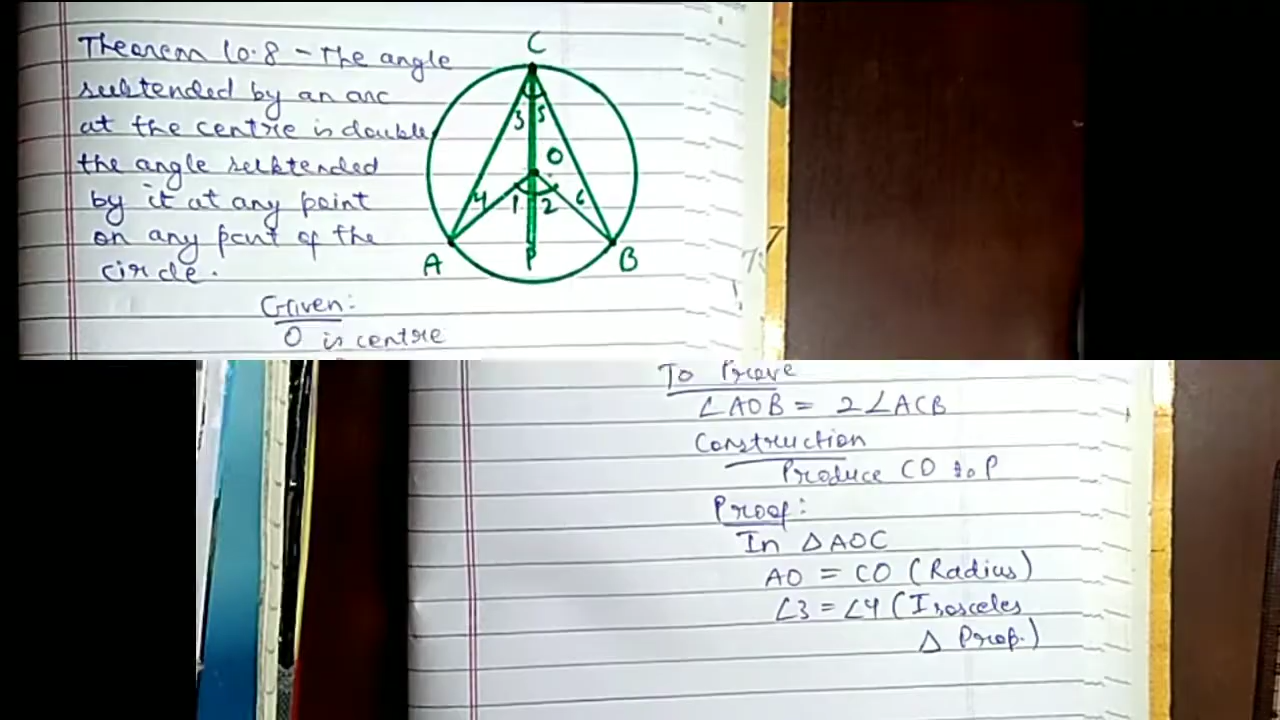 Theorem 10.8 - The angle
subtended by an arc
at the centre is double
the angle subtended
by it at any point
on any part of the
circle.
Given:
O is centre
C
3 5
O
4 1 2 6
A P B
To Prove
∠AOB = 2∠ACB
Construction
Produce CO to P
Proof:
In △AOC
AO = CO (Radius)
∠3 = ∠4 (Isosceles
△ Prop.)